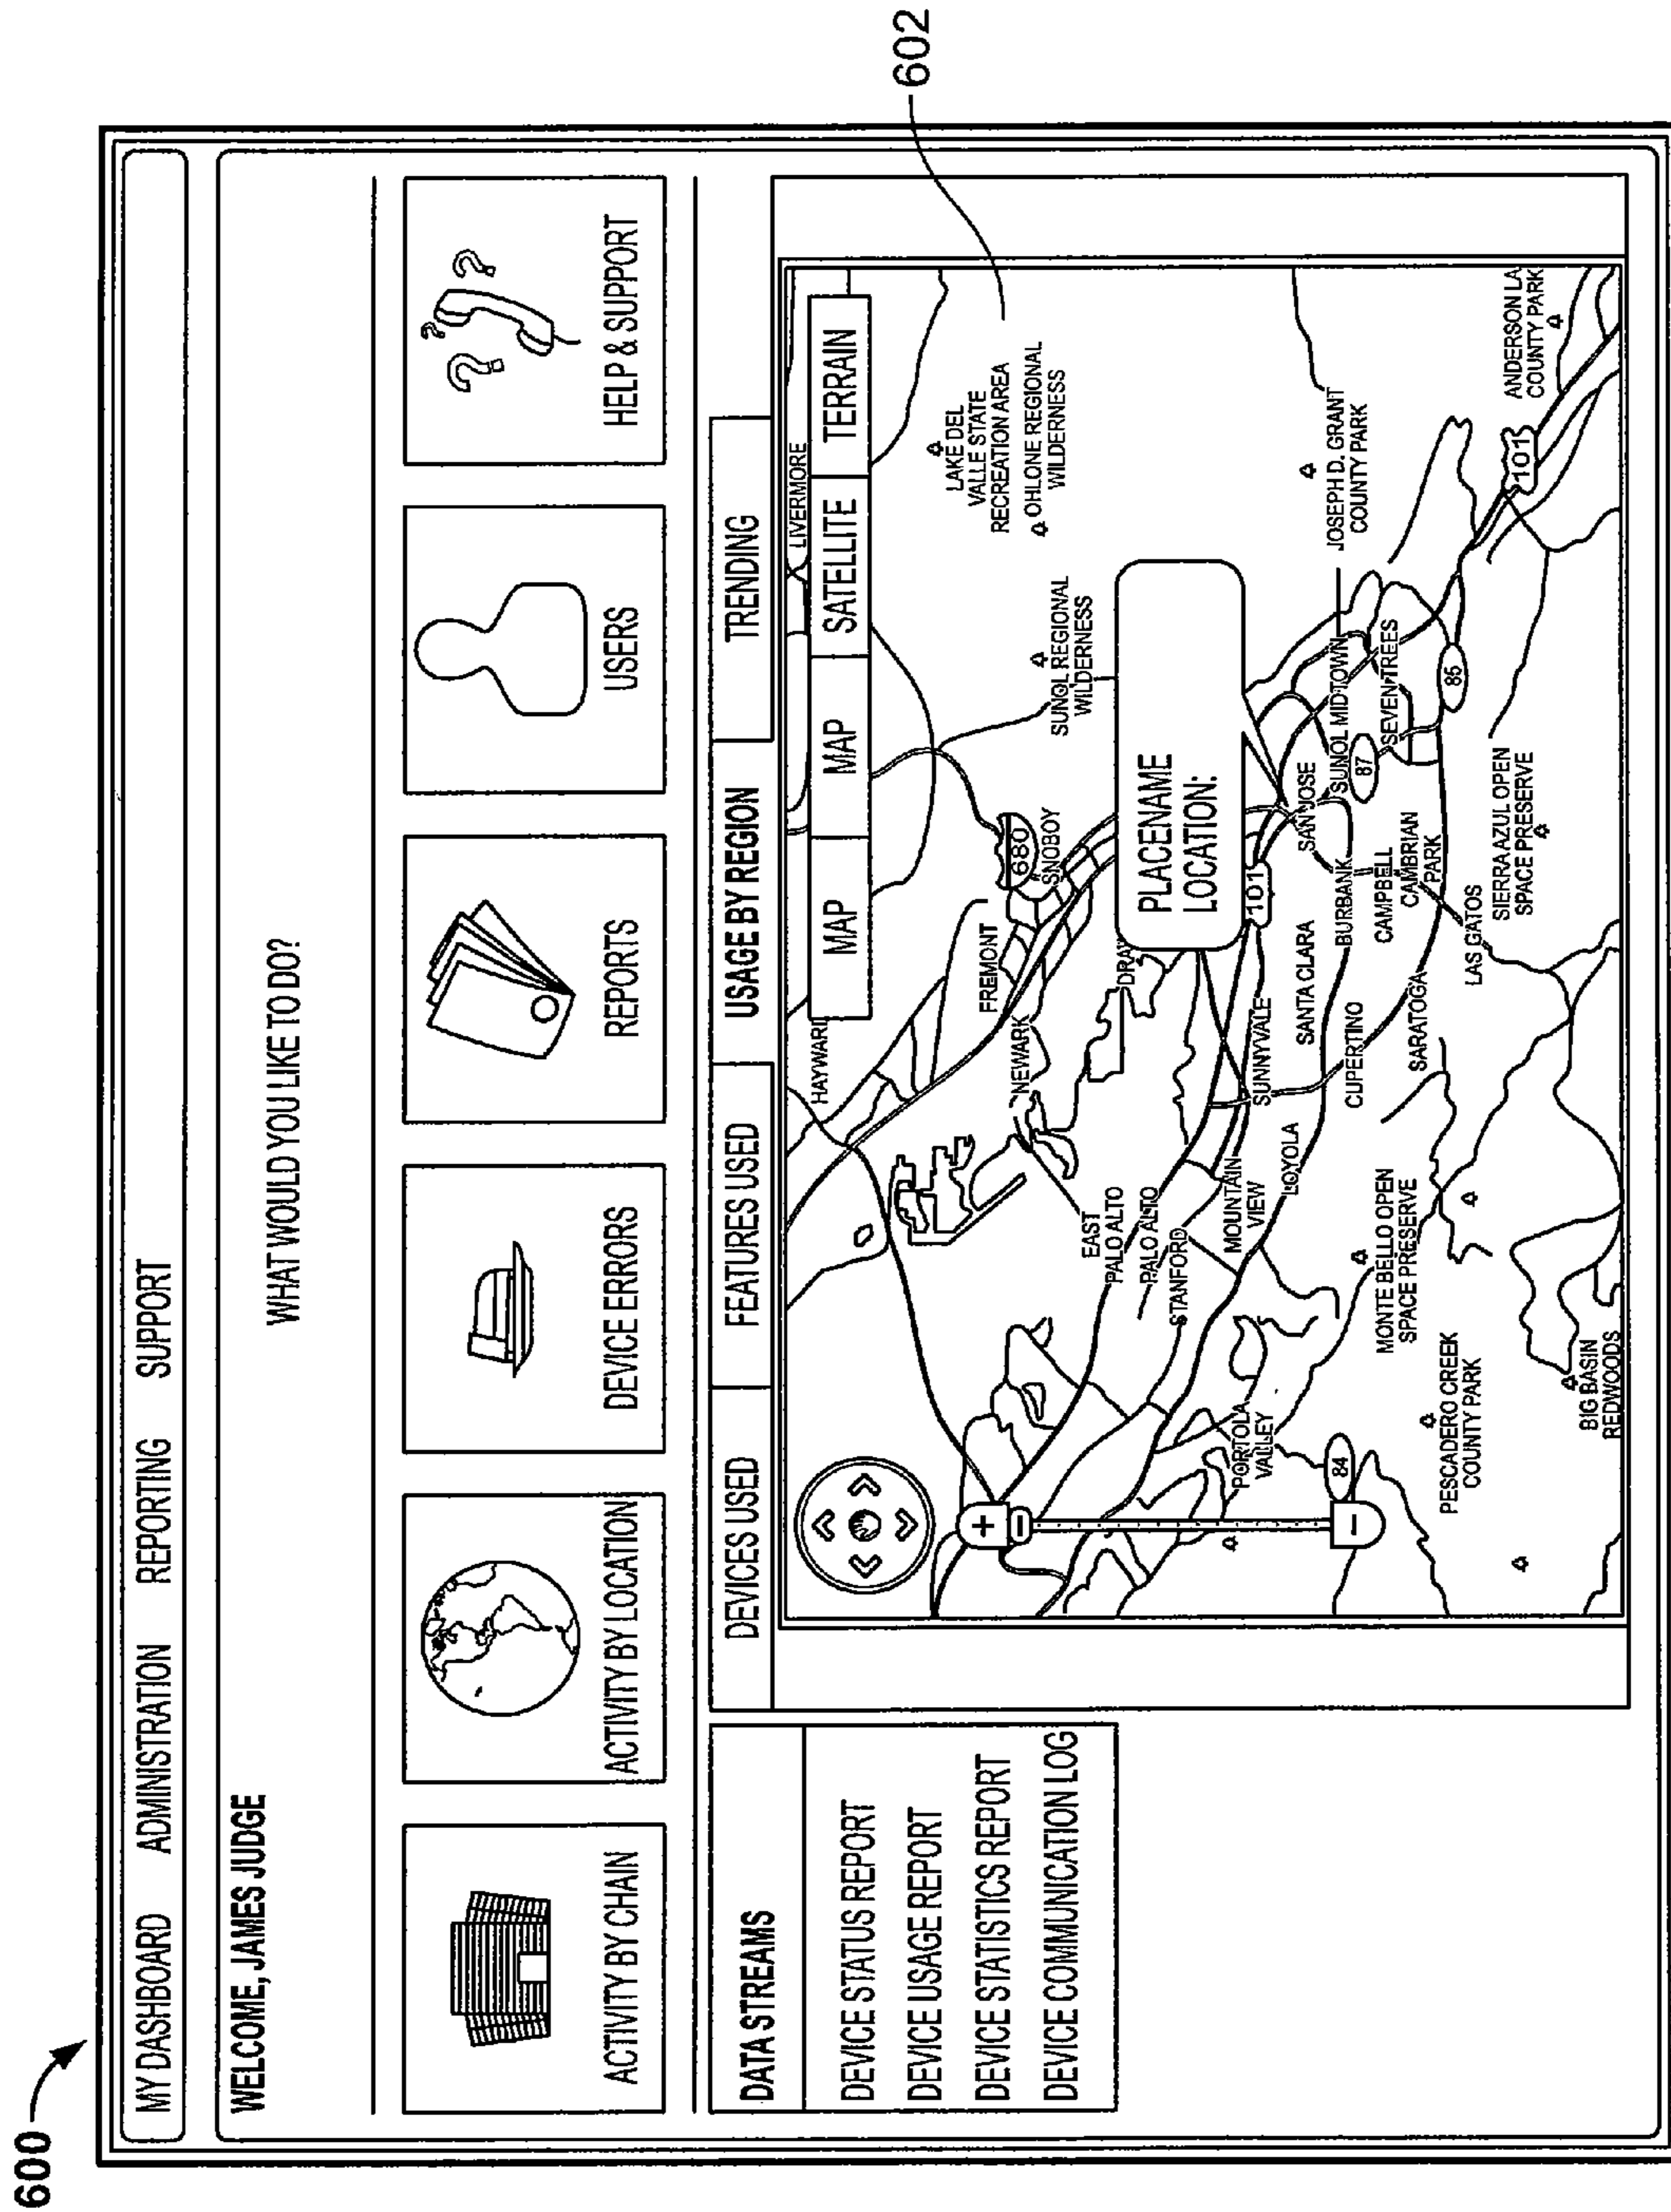 600
MY DASHBOARD ADMINISTRATION REPORTING SUPPORT
WELCOME, JAMES JUDGE
WHAT WOULD YOU LIKE TO DO?
ACTIVITY BY CHAIN
ACTIVITY BY LOCATION
DEVICE ERRORS
REPORTS
USERS
? ? ?
HELP & SUPPORT
DATA STREAMS
DEVICE STATUS REPORT
DEVICE USAGE REPORT
DEVICE STATISTICS REPORT
DEVICE COMMUNICATION LOG
DEVICES USED
FEATURES USED
USAGE BY REGION
TRENDING
MAP
MAP
SATELLITE
TERRAIN
HAYWARD
LIVERMORE
602
LAKE DEL
VALLE STATE
RECREATION AREA
OHLONE REGIONAL
WILDERNESS
FREMONT
680
SNOBOY
NEWARK
SUNOL REGIONAL
WILDERNESS
+
−
−
EAST
PALO ALTO
PALO ALTO
STANFORD
DRAW
PLACENAME
LOCATION:
MOUNTAIN
VIEW
SUNNYVALE
101
PORTOLA
VALLEY
LOYOLA
SANTA CLARA
SAN JOSE
SUNOL MIDTOWN
JOSEPH D. GRANT
COUNTY PARK
84
CUPERTINO
BURBANK
87
SEVEN TREES
CAMPBELL
CAMBRIAN
PARK
85
MONTE BELLO OPEN
SPACE PRESERVE
SARATOGA
LAS GATOS
101
PESCADERO CREEK
COUNTY PARK
SIERRA AZUL OPEN
SPACE PRESERVE
ANDERSON LA
COUNTY PARK
BIG BASIN
REDWOODS